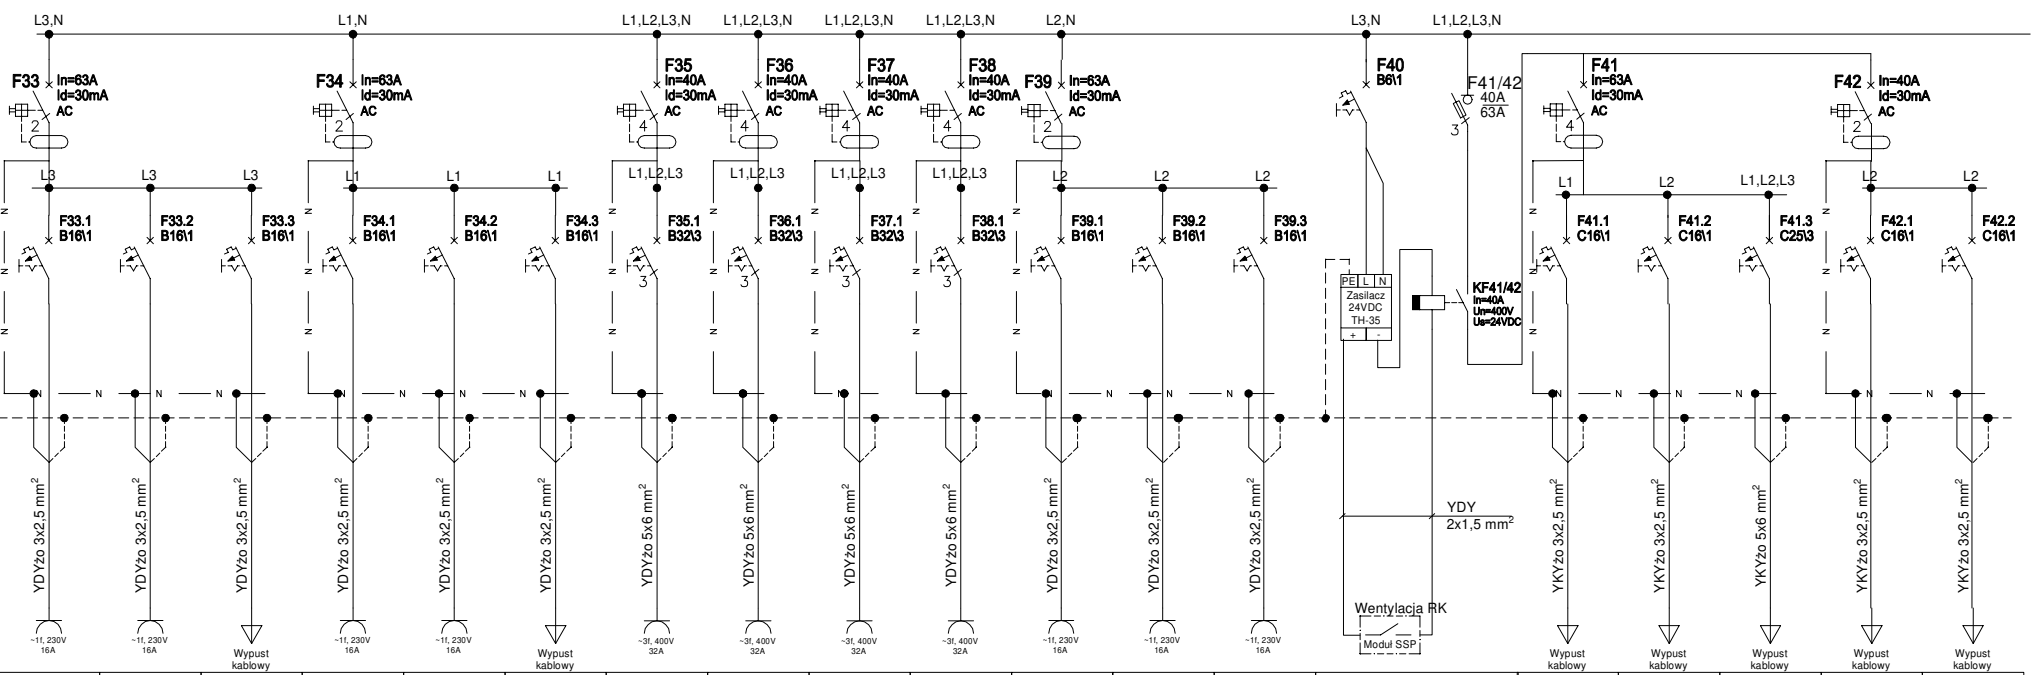 L3,N
L1,N
L1,L2,L3,N
L1,L2,L3,N
L1,L2,L3,N
L1,L2,L3,N
L2,N
L3,N
L1,L2,L3,N
F33
In=63A
Id=30mA
AC
2
F34
In=63A
Id=30mA
AC
2
F35
In=40A
Id=30mA
AC
4
F36
In=40A
Id=30mA
AC
4
F37
In=40A
Id=30mA
AC
4
F38
In=40A
Id=30mA
AC
4
F39
In=63A
Id=30mA
AC
2
F40
B6\1
F41/42
40A
63A
3
F41
In=63A
Id=30mA
AC
4
F42
In=40A
Id=30mA
AC
2
L3
L3
L3
L1
L1
L1
L1,L2,L3
L1,L2,L3
L1,L2,L3
L1,L2,L3
L2
L2
L2
L1
L2
L1,L2,L3
L2
L2
F33.1
B16\1
F33.2
B16\1
F33.3
B16\1
F34.1
B16\1
F34.2
B16\1
F34.3
B16\1
F35.1
B32\3
3
F36.1
B32\3
3
F37.1
B32\3
3
F38.1
B32\3
3
F39.1
B16\1
F39.2
B16\1
F39.3
B16\1
PE L N
Zasilacz
24VDC
TH-35
+ -
KF41/42
In=40A
Un=400V
Us=24VDC
F41.1
C16\1
F41.2
C16\1
F41.3
C25\3
F42.1
C16\1
F42.2
C16\1
N N N N N N N N N N N N N N N N N
N N N N N N N N N N N N N N N N N
N N N N N N N N N N N N N N N N N
YDYżo 3x2,5 mm²
YDYżo 3x2,5 mm²
YDYżo 3x2,5 mm²
YDYżo 3x2,5 mm²
YDYżo 3x2,5 mm²
YDYżo 3x2,5 mm²
YDYżo 5x6 mm²
YDYżo 5x6 mm²
YDYżo 5x6 mm²
YDYżo 5x6 mm²
YDYżo 3x2,5 mm²
YDYżo 3x2,5 mm²
YDYżo 3x2,5 mm²
YDY
2x1,5 mm²
YKYżo 3x2,5 mm²
YKYżo 3x2,5 mm²
YKYżo 5x6 mm²
YKYżo 3x2,5 mm²
YKYżo 3x2,5 mm²
~1f, 230V
16A
~1f, 230V
16A
Wypust
kablowy
~1f, 230V
16A
~1f, 230V
16A
Wypust
kablowy
~3f, 400V
32A
~3f, 400V
32A
~3f, 400V
32A
~3f, 400V
32A
~1f, 230V
16A
~1f, 230V
16A
~1f, 230V
16A
Wentylacja RK
Moduł SSP
Wypust
kablowy
Wypust
kablowy
Wypust
kablowy
Wypust
kablowy
Wypust
kablowy